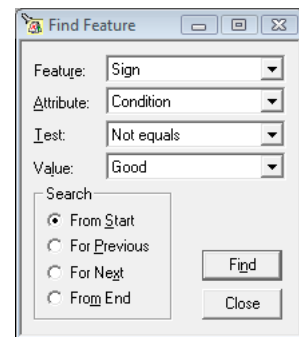 Find Feature
Feature: Sign
Attribute: Condition
Test: Not equals
Value: Good
Search
From Start
For Previous
For Next
From End
Find
Close